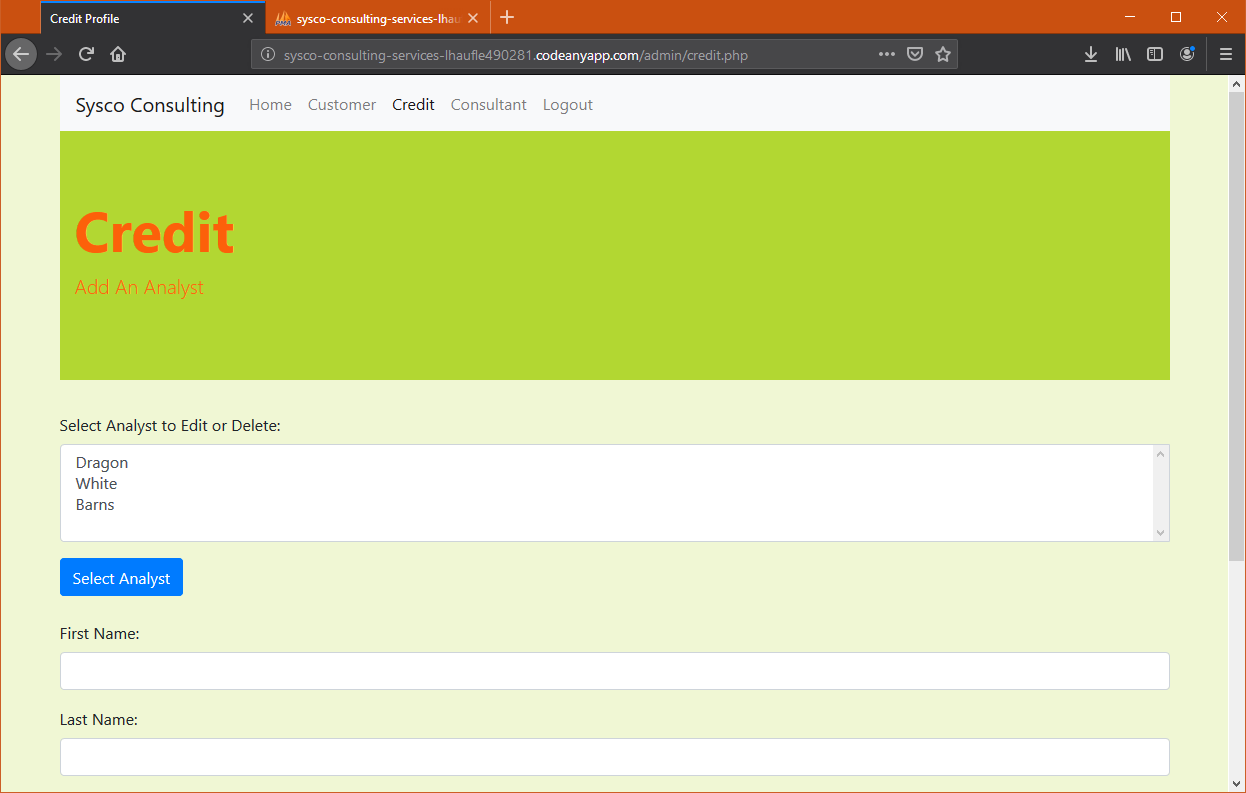 Credit Profile
sysco-consulting-services-lhau
sysco-consulting-services-lhaufle490281.codeanyapp.com/admin/credit.php
Sysco Consulting Home Customer Credit Consultant Logout
Credit
Add An Analyst
Select Analyst to Edit or Delete:
Dragon
White
Barns
Select Analyst
First Name:
Last Name: